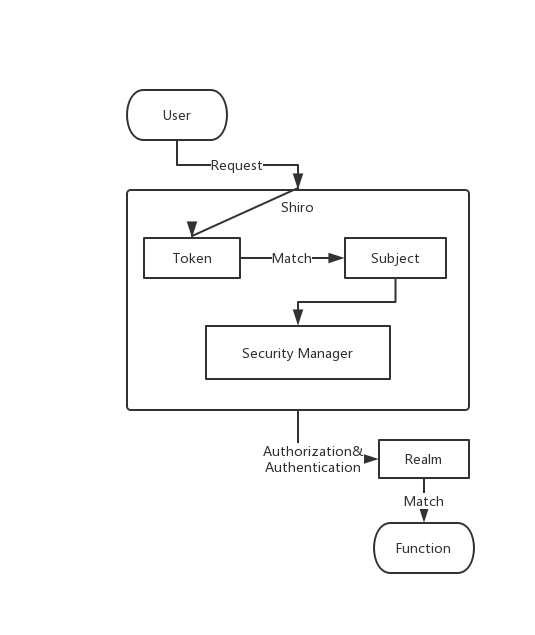 User
Request
Shiro
Token
Match
Subject
Security Manager
Authorization&
Authentication
Realm
Match
Function